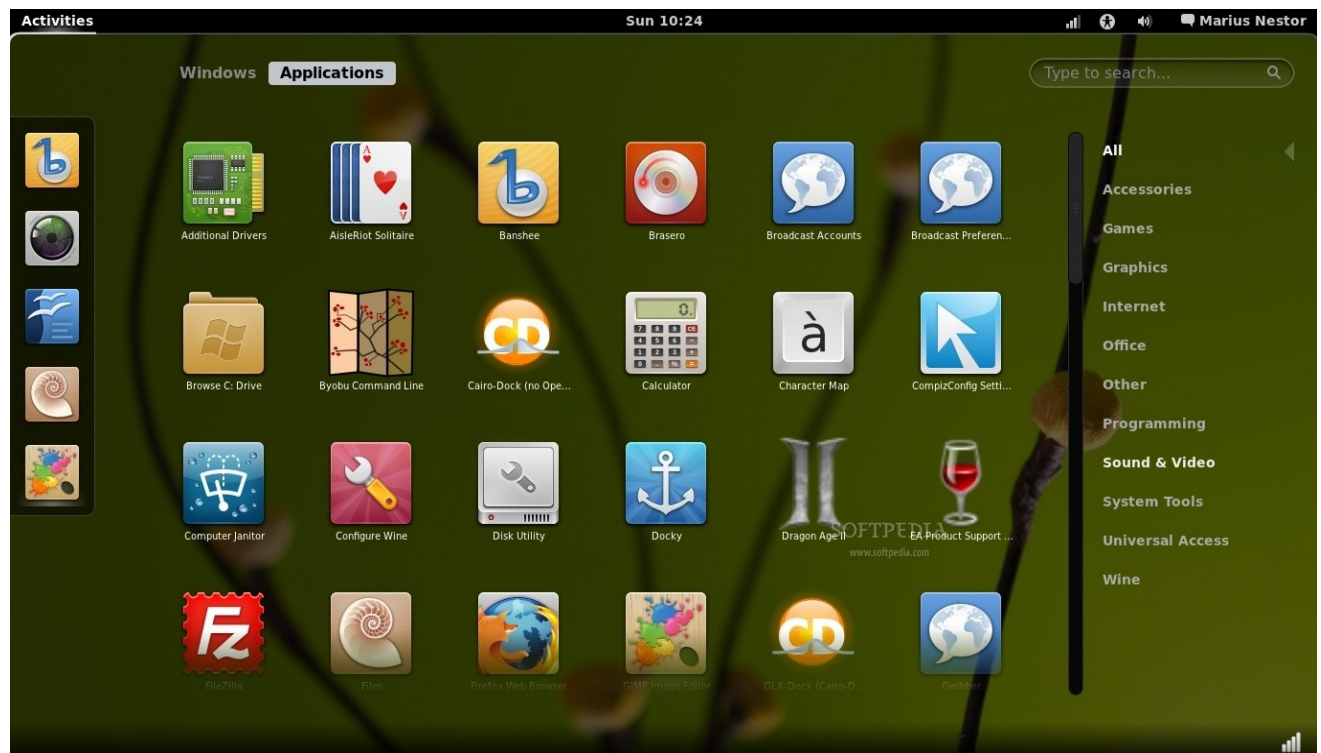 Activities
Sun 10:24
Marius Nestor
Windows
Applications
Type to search...
Additional Drivers
AisleRiot Solitaire
Banshee
Brasero
Broadcast Accounts
Broadcast Preferen...
Browse C: Drive
Byobu Command Line
Cairo-Dock (no Ope...
Calculator
Character Map
CompizConfig Setti...
Computer Janitor
Configure Wine
Disk Utility
Docky
Dragon Age II
EA Product Support ...
SOFTPEDIA
www.softpedia.com
FileZilla
Files
Firefox Web Browser
GIMP Image Editor
GLX-Dock (Cairo-D...
Gwibber
All
Accessories
Games
Graphics
Internet
Office
Other
Programming
Sound & Video
System Tools
Universal Access
Wine